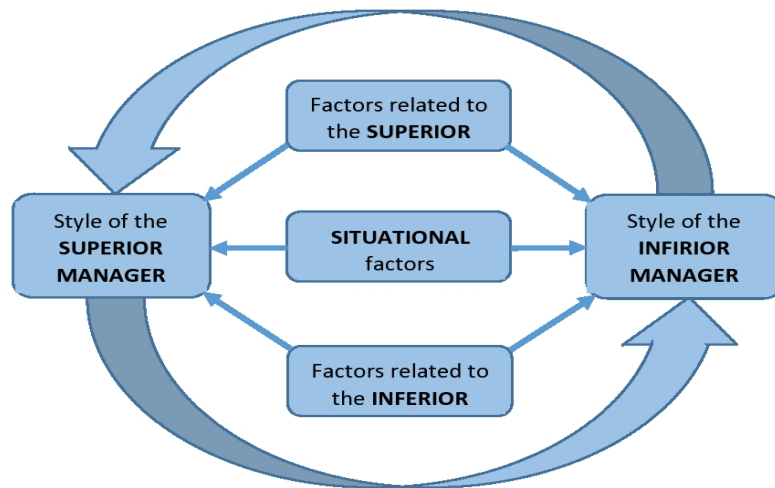 Factors related to
the SUPERIOR
Style of the
SUPERIOR
MANAGER
SITUATIONAL
factors
Style of the
INFIRIOR
MANAGER
Factors related to
the INFERIOR